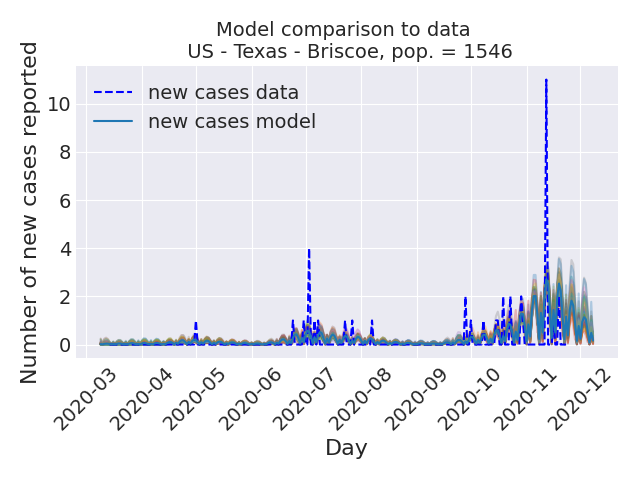 Model comparison to data
US - Texas - Briscoe, pop. = 1546
Number of new cases reported
new cases data
new cases model
10
8
6
4
2
0
2020-03
2020-04
2020-05
2020-06
2020-07
2020-08
2020-09
2020-10
2020-11
2020-12
Day